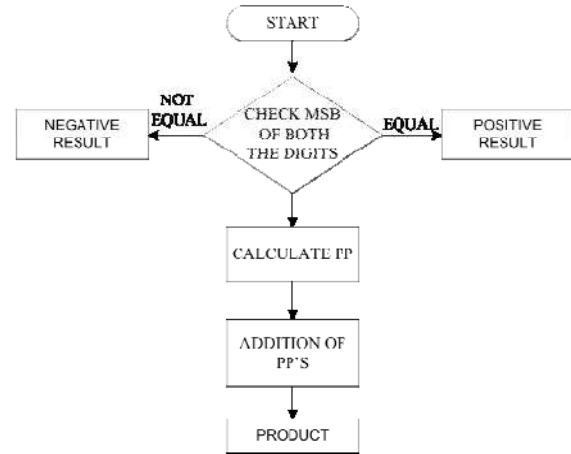 START
NOT
EQUAL
NEGATIVE
RESULT
CHECK MSB
OF BOTH
THE DIGITS
EQUAL
POSITIVE
RESULT
CALCULATE PP
ADDITION OF
PP'S
PRODUCT